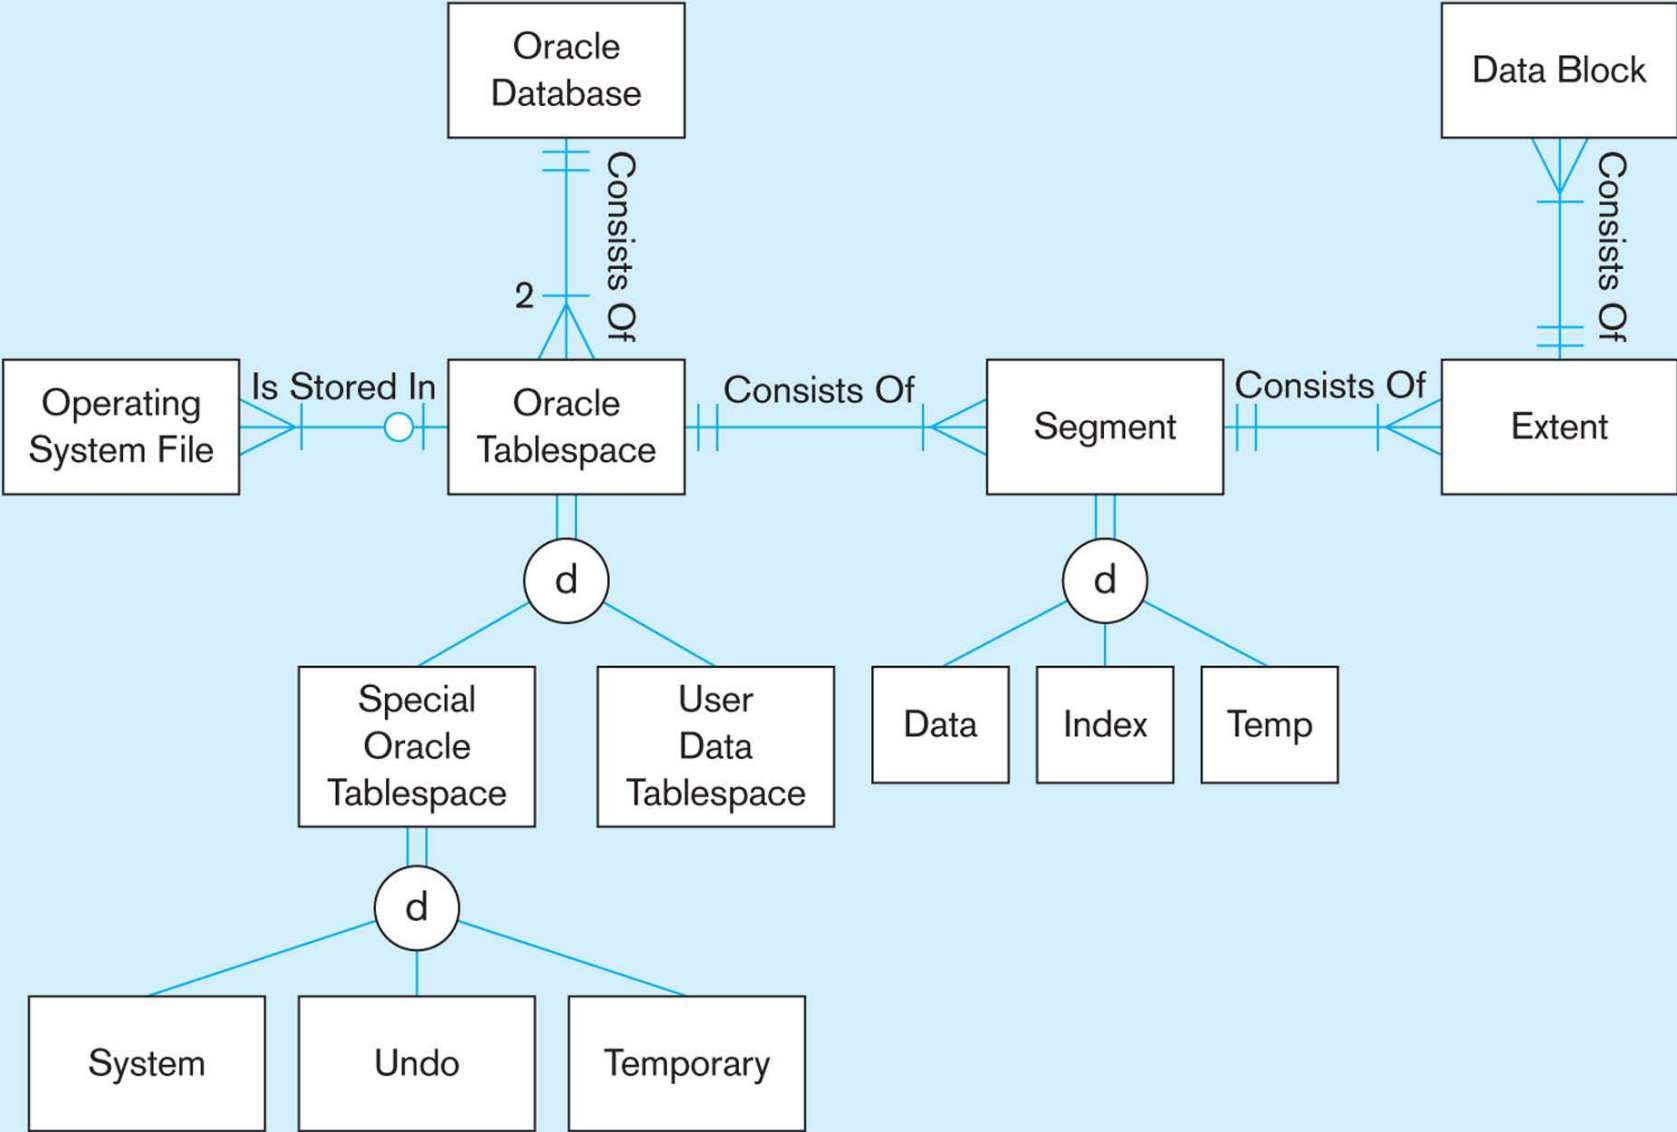 Oracle
Database
Data Block
Consists Of
Consists Of
2
Operating
System File
Is Stored In
Oracle
Tablespace
Consists Of
Segment
Consists Of
Extent
d
d
Special
Oracle
Tablespace
User
Data
Tablespace
Data
Index
Temp
d
System
Undo
Temporary